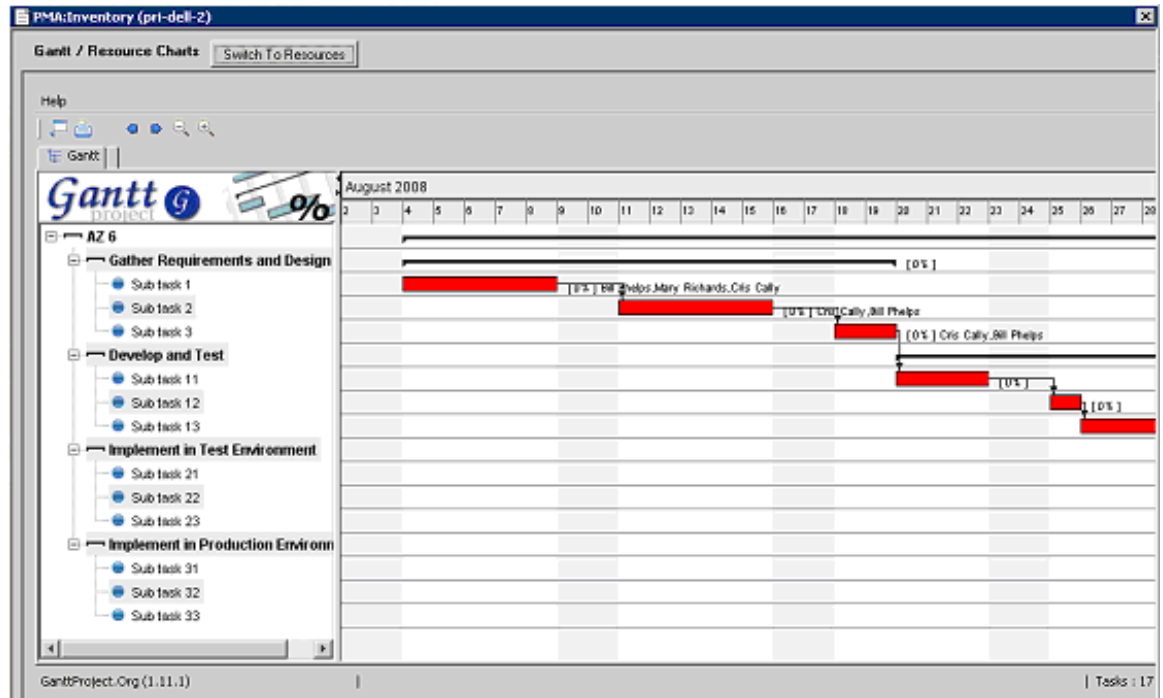 PMA:Inventory (pri-dell-2)
Gantt / Resource Charts Switch To Resources
Help
Gantt
Gantt project G %
August 2008
2 3 4 5 6 7 8 9 10 11 12 13 14 15 16 17 18 19 20 21 22 23 24 25 26 27 28
AZ 6
Gather Requirements and Design [0%]
Sub task 1 [0%] Bill Phelps,Mary Richards,Cris Cally
Sub task 2 [0%] Cris Cally,Bill Phelps
Sub task 3 [0%] Cris Cally,Bill Phelps
Develop and Test
Sub task 11 [0%]
Sub task 12 [0%]
Sub task 13
Implement in Test Environment
Sub task 21
Sub task 22
Sub task 23
Implement in Production Environm
Sub task 31
Sub task 32
Sub task 33
GanttProject.Org (1.11.1) Tasks : 17